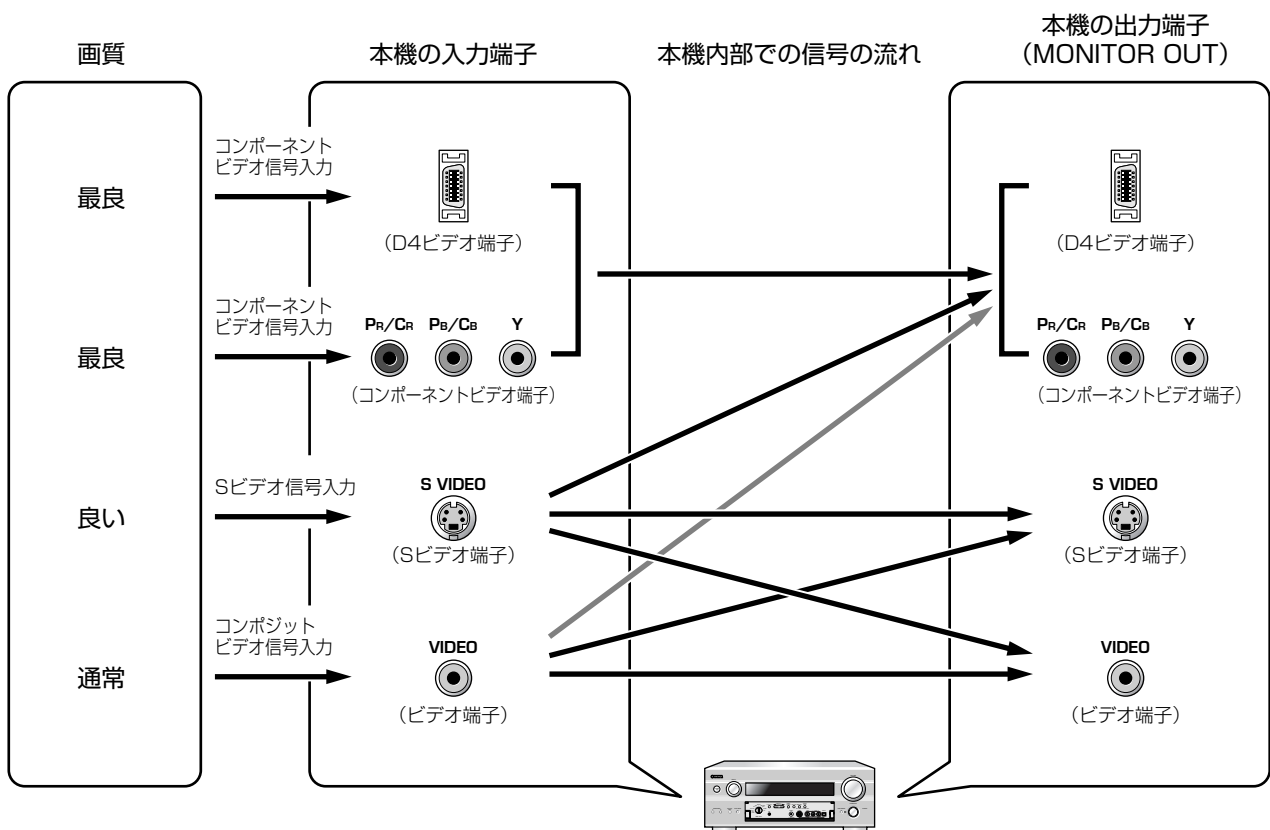 画質
本機の入力端子
本機内部での信号の流れ
本機の出力端子
（MONITOR OUT）
最良
コンポーネント
ビデオ信号入力
（D4ビデオ端子）
（D4ビデオ端子）
最良
コンポーネント
ビデオ信号入力
PR/CR PB/CB Y
（コンポーネントビデオ端子）
PR/CR PB/CB Y
（コンポーネントビデオ端子）
良い
Sビデオ信号入力
S VIDEO
（Sビデオ端子）
S VIDEO
（Sビデオ端子）
通常
コンポジット
ビデオ信号入力
VIDEO
（ビデオ端子）
VIDEO
（ビデオ端子）